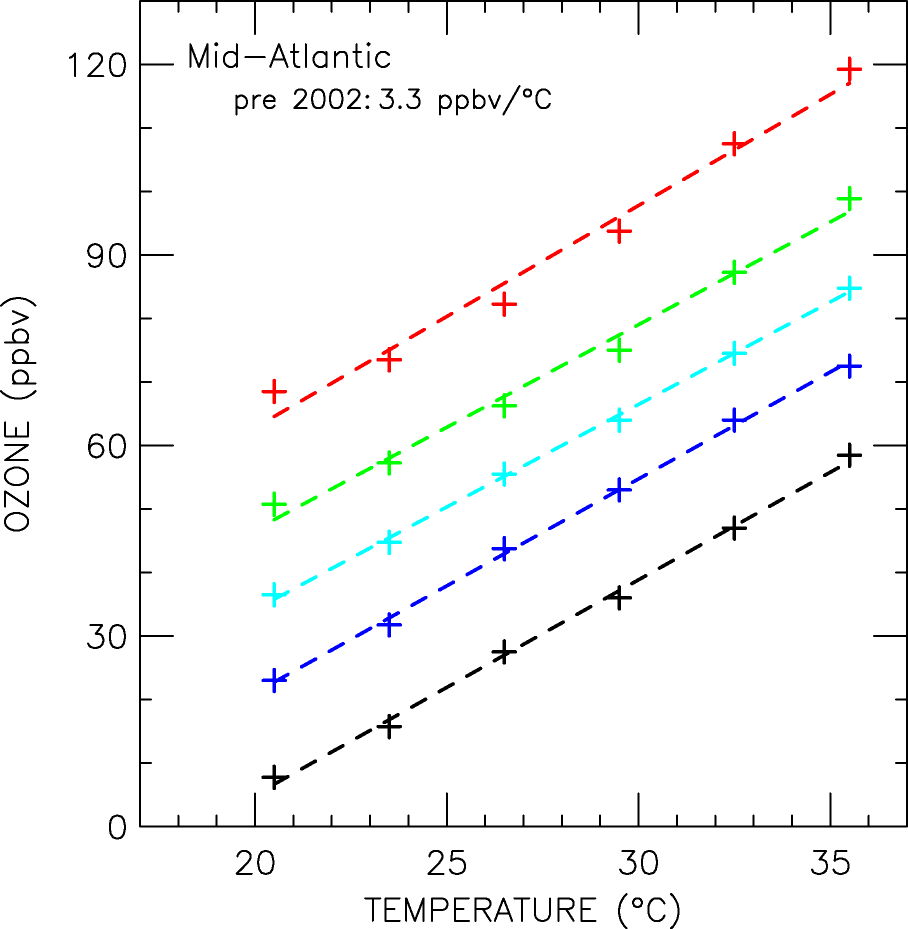 Mid-Atlantic
pre 2002: 3.3 ppbv/°C
120
90
60
30
0
OZONE (ppbv)
20 25 30 35
TEMPERATURE (°C)